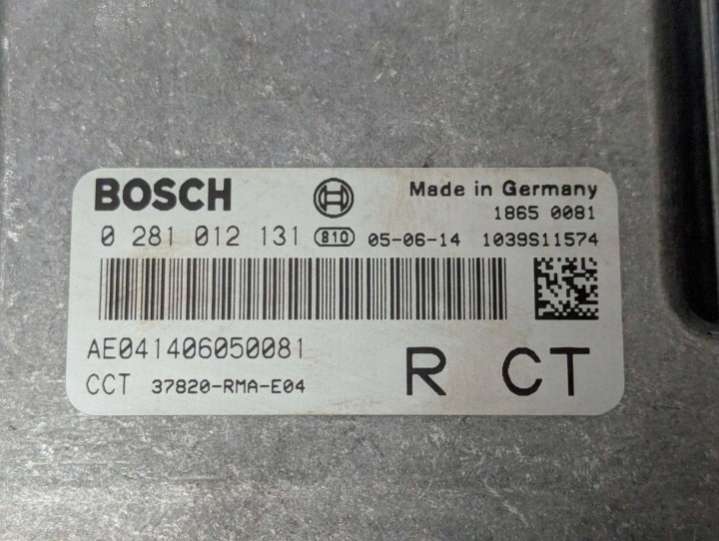 BOSCH Made in Germany
1865 0081
0 281 012 131 810 05-06-14 1039S11574
AE041406050081
CCT 37820-RMA-E04 R CT